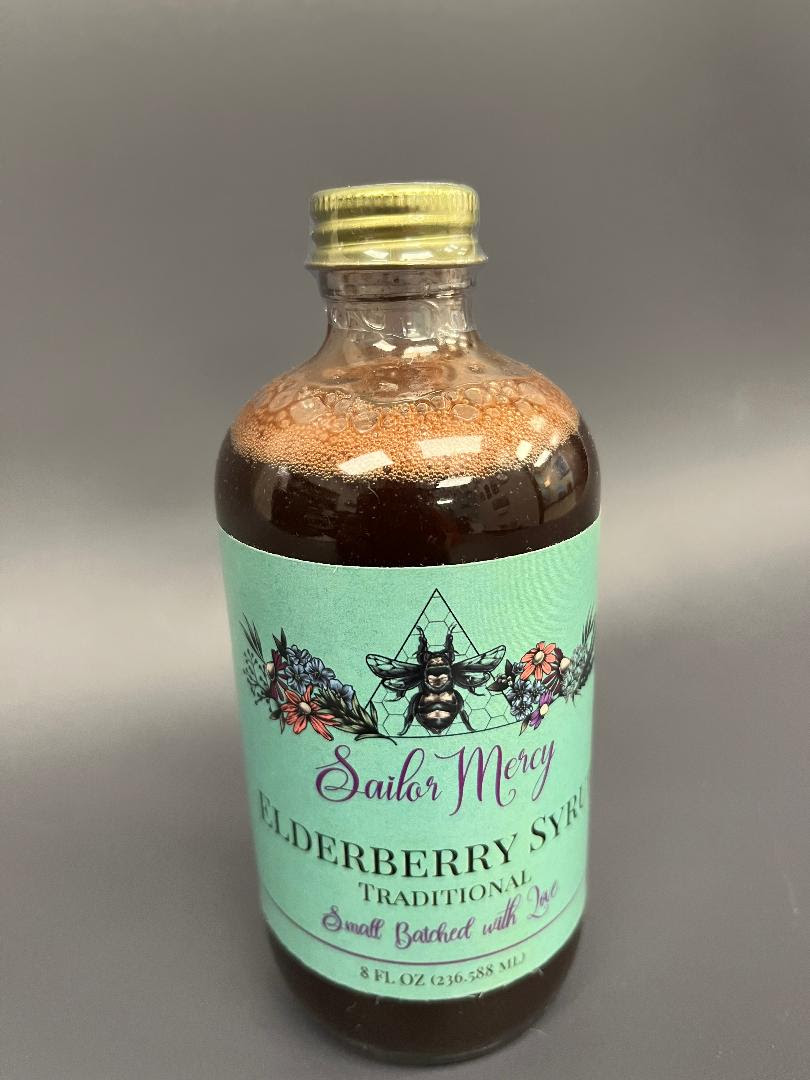 Sailor Mercy
ELDERBERRY SYRU
TRADITIONAL
Small Batched with Love
8 FL OZ (236.588 ML)